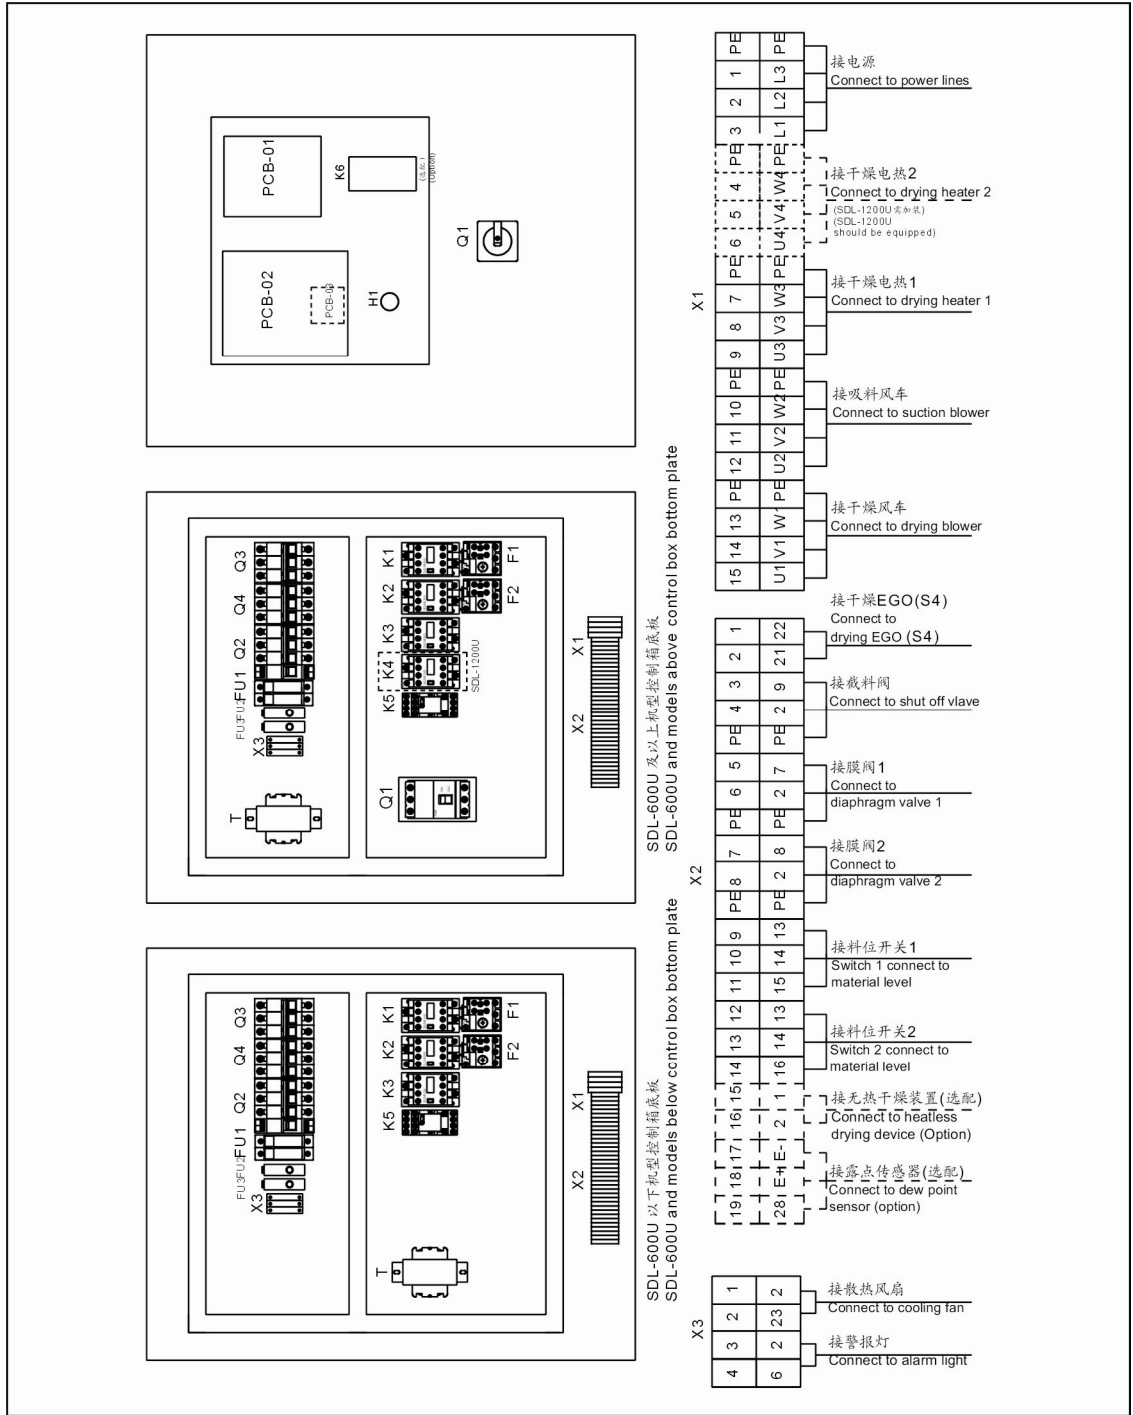 PCB-01
K6
(选配)
(Option)
PCB-02
PCB-03
H1
Q1
Q3
Q4
Q2
FU1
FU3FU2
X3
T
K1
K2
K3
K4
K5
F1
F2
SDL-1200U
Q1
X1
X2
SDL-600U 及以上机型控制箱底板
SDL-600U and models above control box bottom plate
Q3
Q4
Q2
FU1
FU3FU2
X3
K1
K2
K3
K5
F1
F2
T
X1
X2
SDL-600U 以下机型控制箱底板
SDL-600U and models below control box bottom plate
X1
PE PE
1 L3
2 L2
3 L1
接电源
Connect to power lines
PE PE
4 W4
5 V4
6 U4
接干燥电热2
Connect to drying heater 2
(SDL-1200U需加装)
(SDL-1200U
should be equipped)
PE PE
7 W3
8 V3
9 U3
接干燥电热1
Connect to drying heater 1
PE PE
10 W2
11 V2
12 U2
接吸料风车
Connect to suction blower
PE PE
13 W1
14 V1
15 U1
接干燥风车
Connect to drying blower
X2
1 22
2 21
接干燥EGO(S4)
Connect to
drying EGO (S4)
3 9
4 2
PE PE
接截料阀
Connect to shut off vlave
5 7
6 2
PE PE
接膜阀1
Connect to
diaphragm valve 1
7 8
8 2
PE PE
接膜阀2
Connect to
diaphragm valve 2
9 13
10 14
11 15
接料位开关1
Switch 1 connect to
material level
12 13
13 14
14 16
接料位开关2
Switch 2 connect to
material level
15 1
16 2
接无热干燥装置(选配)
Connect to heatless
drying device (Option)
17 E-
18 E+
19 28
接露点传感器(选配)
Connect to dew point
sensor (option)
X3
1 2
2 23
接散热风扇
Connect to cooling fan
3 2
4 6
接警报灯
Connect to alarm light